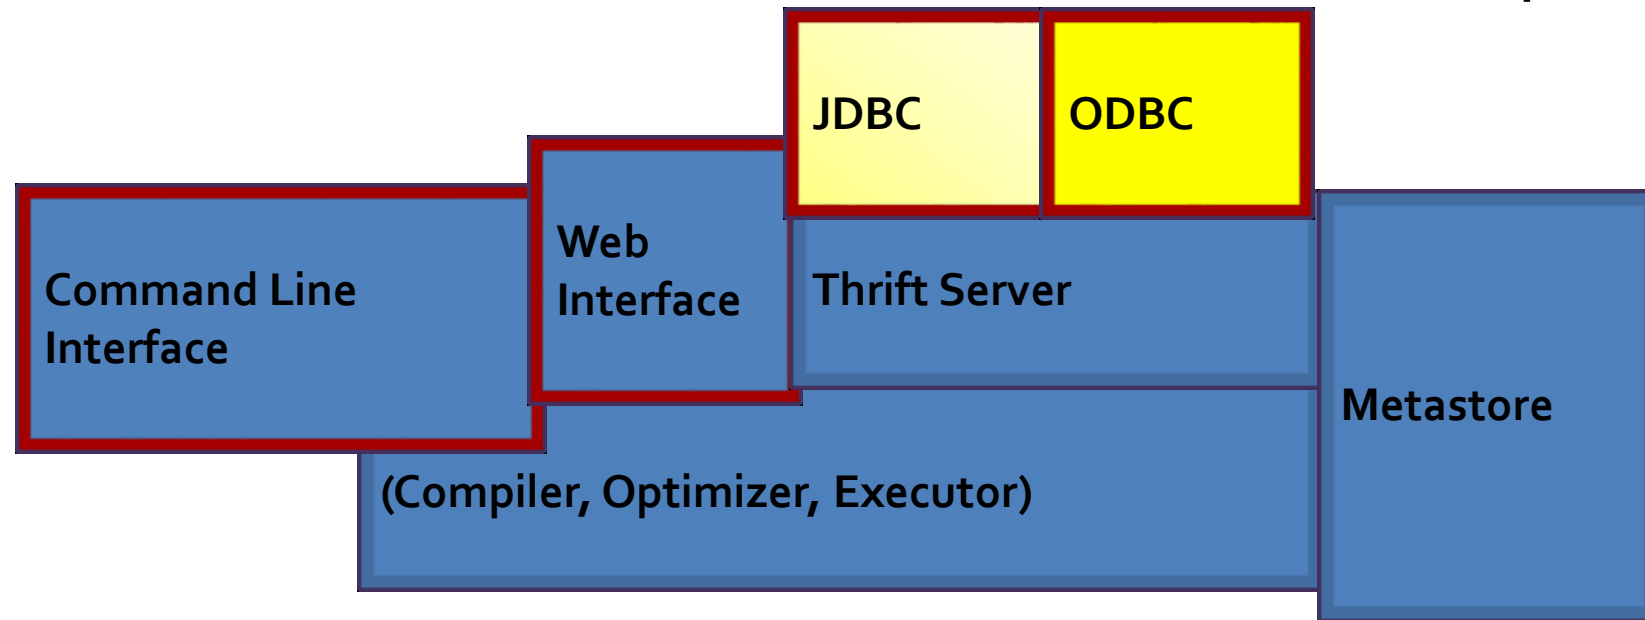 JDBC
ODBC
Web
Interface
Command Line
Interface
Thrift Server
Metastore
(Compiler, Optimizer, Executor)